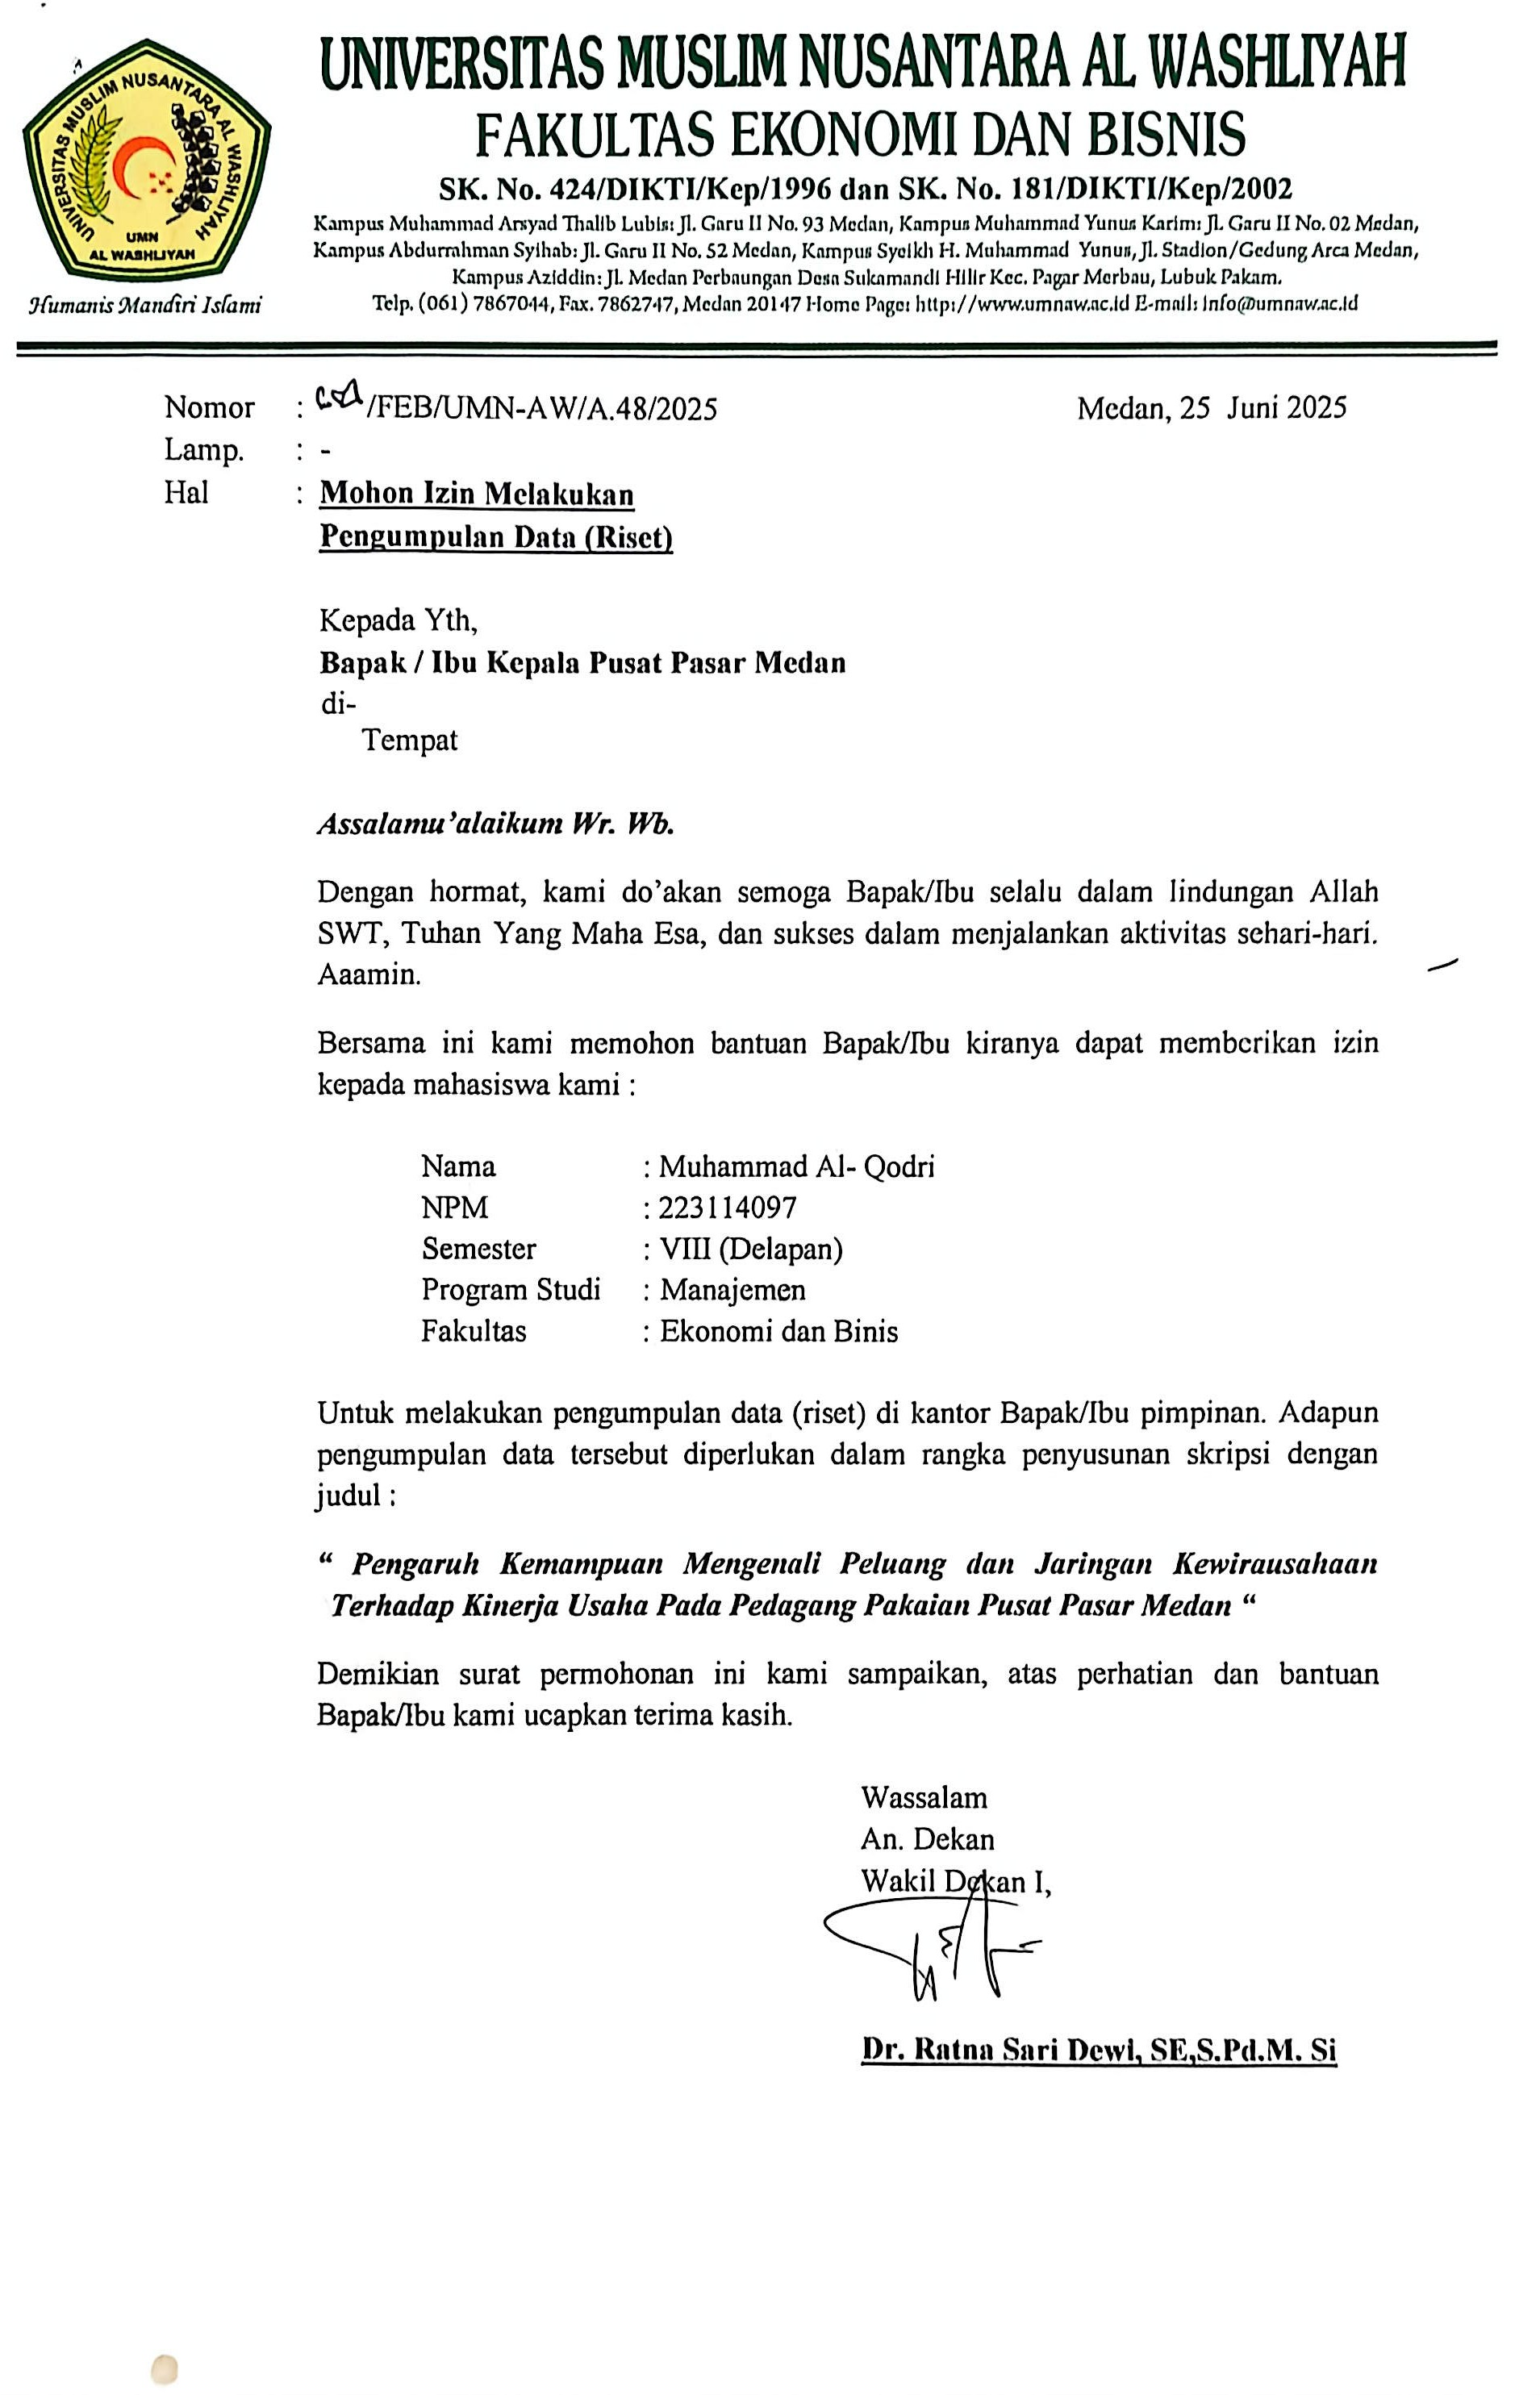 UNIVERSITAS MUSLIM NUSANTARA AL WASHLIYAH
UMN
AL WASHLIYAH
Humanis Mandiri Islami
UNIVERSITAS MUSLIM NUSANTARA AL WASHLIYAH
FAKULTAS EKONOMI DAN BISNIS
SK. No. 424/DIKTI/Kep/1996 dan SK. No. 181/DIKTI/Kep/2002
Kampus Muhammad Arsyad Thalib Lubis: Jl. Garu II No. 93 Medan, Kampus Muhammad Yunus Karim: Jl. Garu II No. 02 Medan,
Kampus Abdurrahman Syihab: Jl. Garu II No. 52 Medan, Kampus Syeikh H. Muhammad Yunus, Jl. Stadion/Gedung Arca Medan,
Kampus Aziddin: Jl. Medan Perbaungan Desa Sukamandi Hilir Kec. Pagar Merbau, Lubuk Pakam.
Telp. (061) 7867044, Fax. 7862747, Medan 20147 Home Page: http://www.umnaw.ac.id E-mail: info@umnaw.ac.id
Nomor : /FEB/UMN-AW/A.48/2025 Medan, 25 Juni 2025
Lamp. : -
Hal : Mohon Izin Melakukan
Pengumpulan Data (Riset)
Kepada Yth,
Bapak / Ibu Kepala Pusat Pasar Medan
di-
Tempat
Assalamu'alaikum Wr. Wb.
Dengan hormat, kami do'akan semoga Bapak/Ibu selalu dalam lindungan Allah
SWT, Tuhan Yang Maha Esa, dan sukses dalam menjalankan aktivitas sehari-hari.
Aaamin.
Bersama ini kami memohon bantuan Bapak/Ibu kiranya dapat memberikan izin
kepada mahasiswa kami :
Nama : Muhammad Al- Qodri
NPM : 223114097
Semester : VIII (Delapan)
Program Studi : Manajemen
Fakultas : Ekonomi dan Binis
Untuk melakukan pengumpulan data (riset) di kantor Bapak/Ibu pimpinan. Adapun
pengumpulan data tersebut diperlukan dalam rangka penyusunan skripsi dengan
judul :
“ Pengaruh Kemampuan Mengenali Peluang dan Jaringan Kewirausahaan
Terhadap Kinerja Usaha Pada Pedagang Pakaian Pusat Pasar Medan “
Demikian surat permohonan ini kami sampaikan, atas perhatian dan bantuan
Bapak/Ibu kami ucapkan terima kasih.
Wassalam
An. Dekan
Wakil Dekan I,
Dr. Ratna Sari Dewi, SE,S.Pd.M. Si